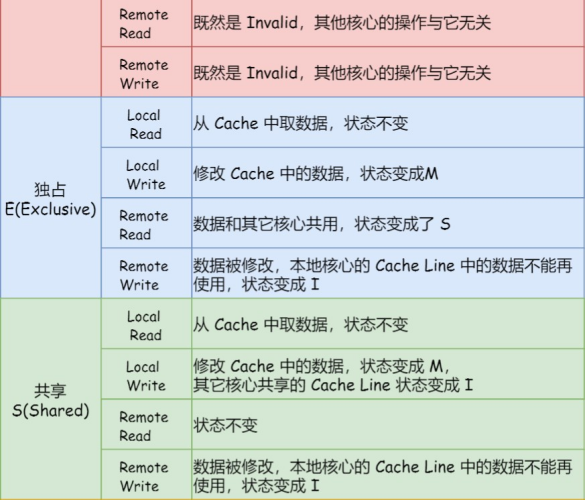 Remote
Read
既然是 Invalid，其他核心的操作与它无关
Remote
Write
既然是 Invalid，其他核心的操作与它无关
独占
E(Exclusive)
Local
Read
从 Cache 中取数据，状态不变
Local
Write
修改 Cache 中的数据，状态变成M
Remote
Read
数据和其它核心共用，状态变成了 S
Remote
Write
数据被修改，本地核心的 Cache Line 中的数据不能再
使用，状态变成 I
共享
S(Shared)
Local
Read
从 Cache 中取数据，状态不变
Local
Write
修改 Cache 中的数据，状态变成 M，
其它核心共享的 Cache Line 状态变成 I
Remote
Read
状态不变
Remote
Write
数据被修改，本地核心的 Cache Line 中的数据不能再
使用，状态变成 I